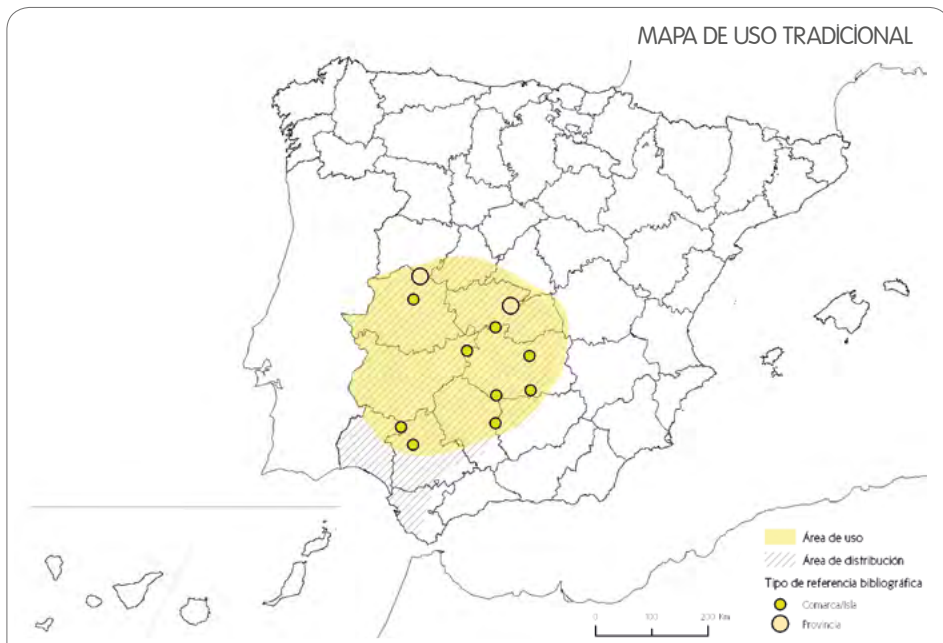 MAPA DE USO TRADICIONAL
Área de uso
Área de distribución
Tipo de referencia bibliográfica
Comarca/Isla
Provincia
0 100 200 Km